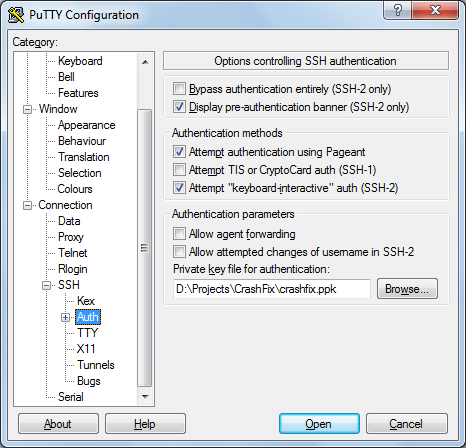 PuTTY Configuration
Category:
Keyboard
Bell
Features
Window
Appearance
Behaviour
Translation
Selection
Colours
Connection
Data
Proxy
Telnet
Rlogin
SSH
Kex
Auth
TTY
X11
Tunnels
Bugs
Serial
Options controlling SSH authentication
Bypass authentication entirely (SSH-2 only)
Display pre-authentication banner (SSH-2 only)
Authentication methods
Attempt authentication using Pageant
Attempt TIS or CryptoCard auth (SSH-1)
Attempt "keyboard-interactive" auth (SSH-2)
Authentication parameters
Allow agent forwarding
Allow attempted changes of username in SSH-2
Private key file for authentication:
D:\Projects\CrashFix\crashfix.ppk
Browse...
About
Help
Open
Cancel